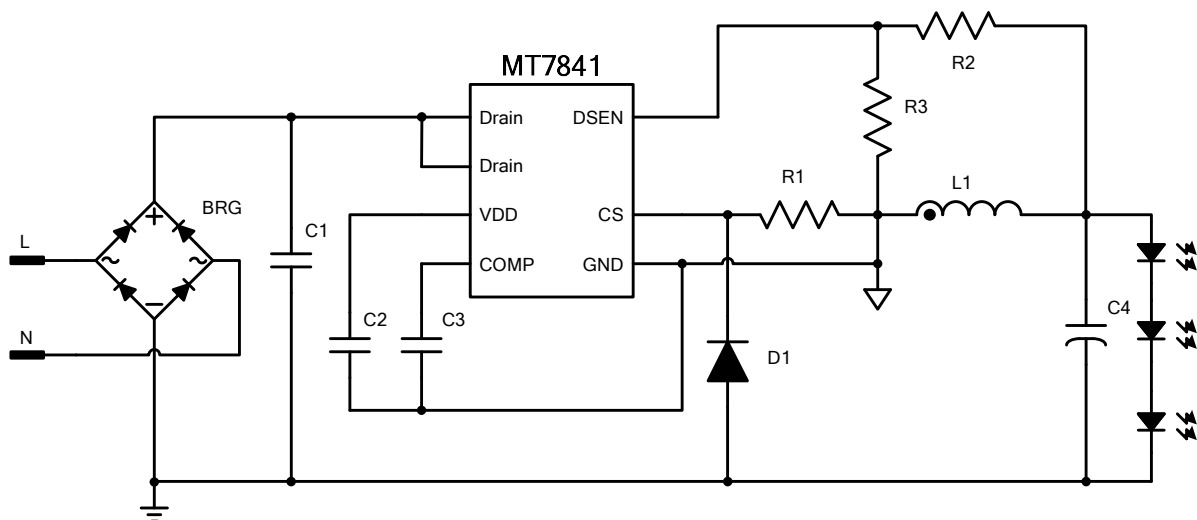 MT7841
R2
R3
Drain
DSEN
Drain
R1
L1
BRG
VDD
CS
C1
L
COMP
GND
C2
C3
C4
N
D1